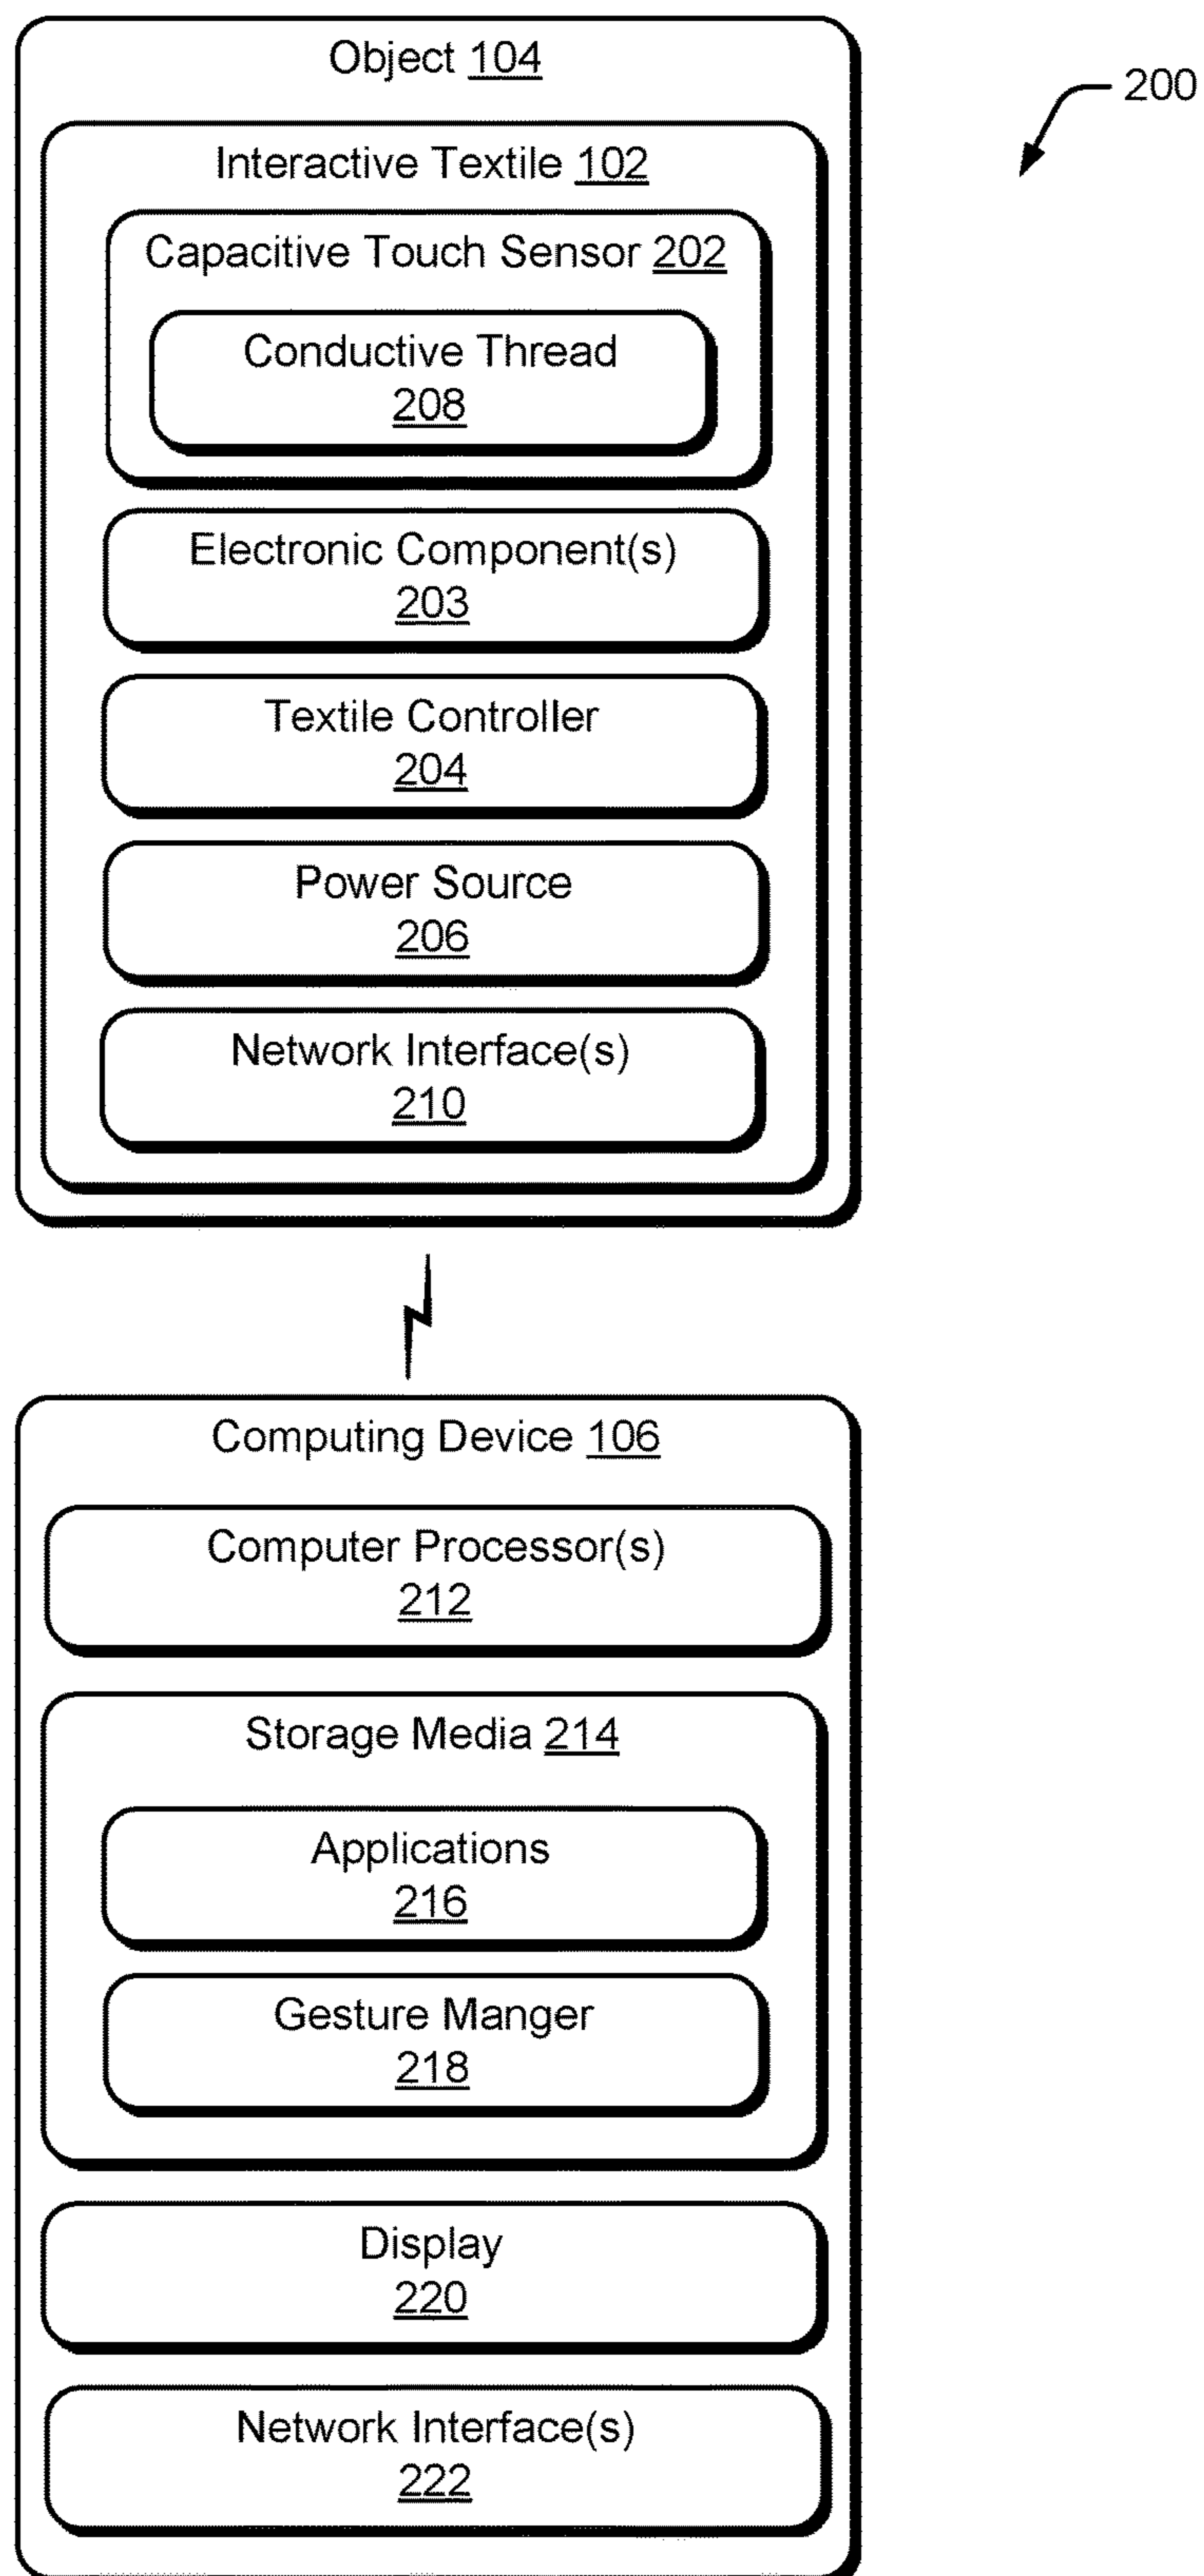 Object 104
200
Interactive Textile 102
Capacitive Touch Sensor 202
Conductive Thread
208
Electronic Component(s)
203
Textile Controller
204
Power Source
206
Network Interface(s)
210
Computing Device 106
Computer Processor(s)
212
Storage Media 214
Applications
216
Gesture Manger
218
Display
220
Network Interface(s)
222